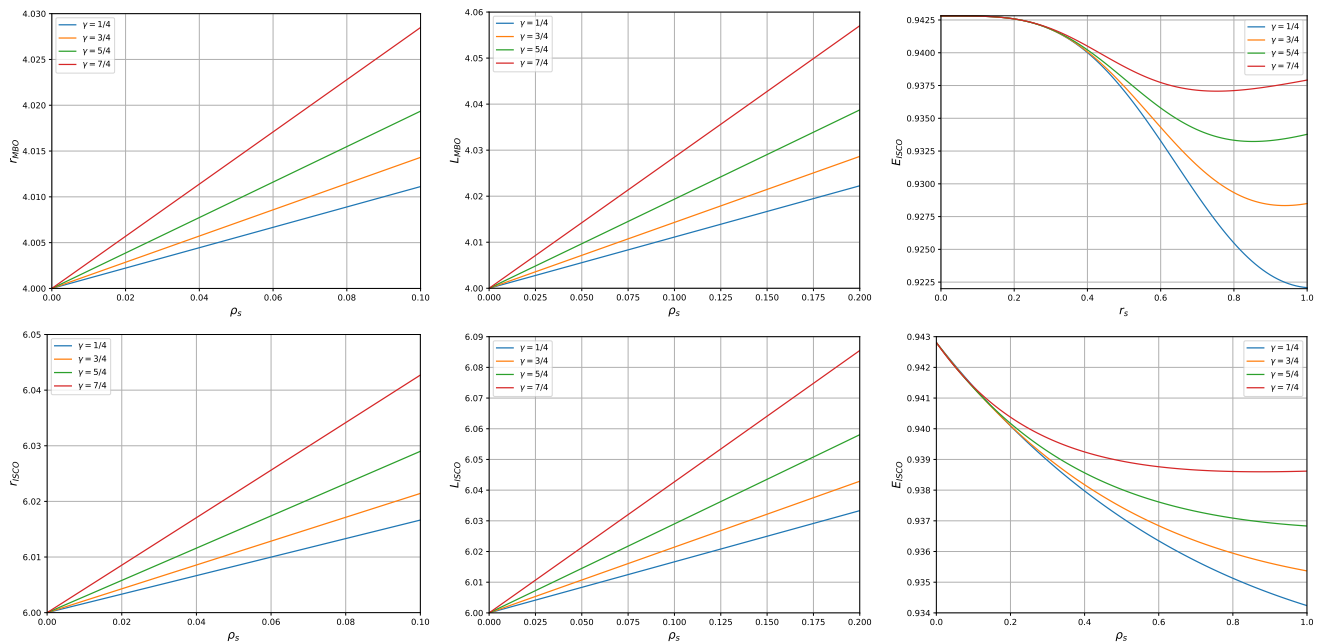 4.030
4.025
4.020
4.015
4.010
4.005
4.000
r_MBO
γ = 1/4
γ = 3/4
γ = 5/4
γ = 7/4
0.00 0.02 0.04 0.06 0.08 0.10
ρ_s
4.06
4.05
4.04
4.03
4.02
4.01
4.00
L_MBO
γ = 1/4
γ = 3/4
γ = 5/4
γ = 7/4
0.000 0.025 0.050 0.075 0.100 0.125 0.150 0.175 0.200
ρ_s
0.9425
0.9400
0.9375
0.9350
0.9325
0.9300
0.9275
0.9250
0.9225
E_ISCO
γ = 1/4
γ = 3/4
γ = 5/4
γ = 7/4
0.0 0.2 0.4 0.6 0.8 1.0
r_s
6.05
6.04
6.03
6.02
6.01
6.00
r_ISCO
γ = 1/4
γ = 3/4
γ = 5/4
γ = 7/4
0.00 0.02 0.04 0.06 0.08 0.10
ρ_s
6.09
6.08
6.07
6.06
6.05
6.04
6.03
6.02
6.01
6.00
L_ISCO
γ = 1/4
γ = 3/4
γ = 5/4
γ = 7/4
0.000 0.025 0.050 0.075 0.100 0.125 0.150 0.175 0.200
ρ_s
0.943
0.942
0.941
0.940
0.939
0.938
0.937
0.936
0.935
0.934
E_ISCO
γ = 1/4
γ = 3/4
γ = 5/4
γ = 7/4
0.0 0.2 0.4 0.6 0.8 1.0
ρ_s